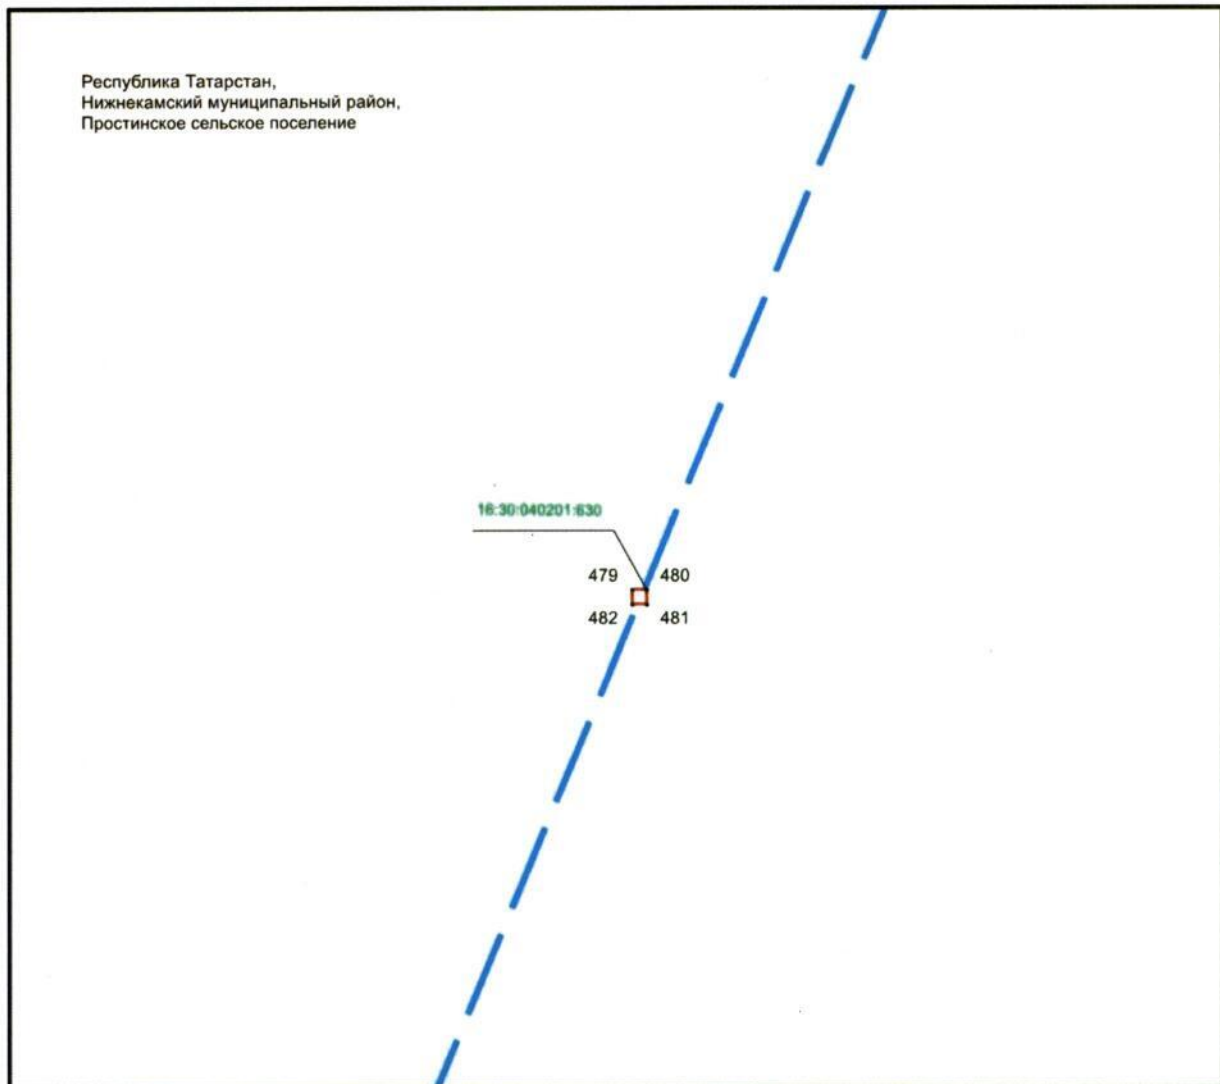 Республика Татарстан,
Нижнекамский муниципальный район,
Простинское сельское поселение
16:30:040201:630
479 480
482 481